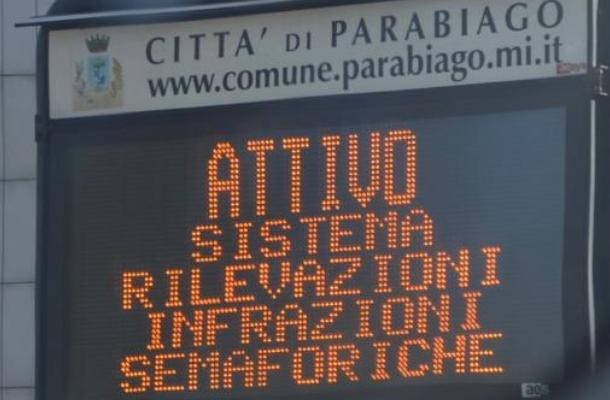 CITTA' DI PARABIAGO
www.comune.parabiago.mi.it
ATTIVO
SISTEMA
RILEVAZIONI
INFRAZIONI
SEMAFORICHE